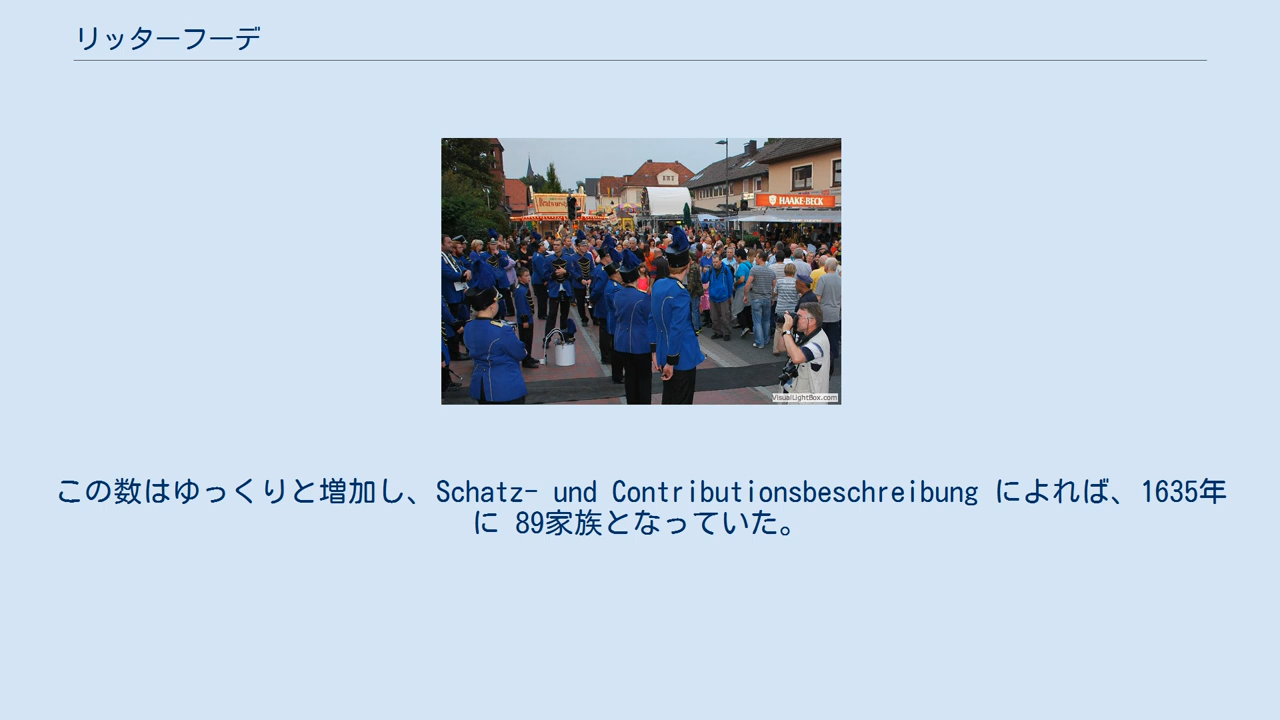 リッターフーデ
Bratwurst
HAAKE-BECK
VisualLightBox.com
この数はゆっくりと増加し、Schatz- und Contributionsbeschreibung によれば、1635年
に 89家族となっていた。